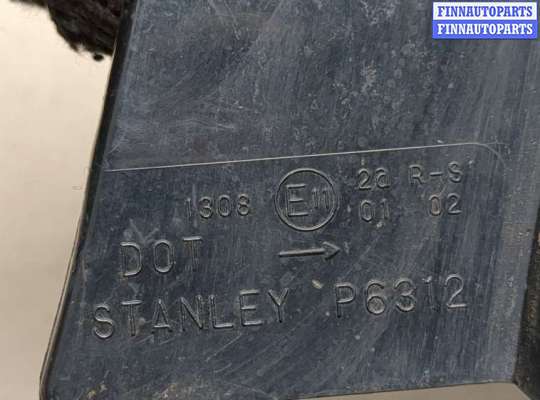 FINNAUTOPARTS
FINNAUTOPARTS
2a R-S
1308 E11 01 02
DOT →
STANLEY P6312